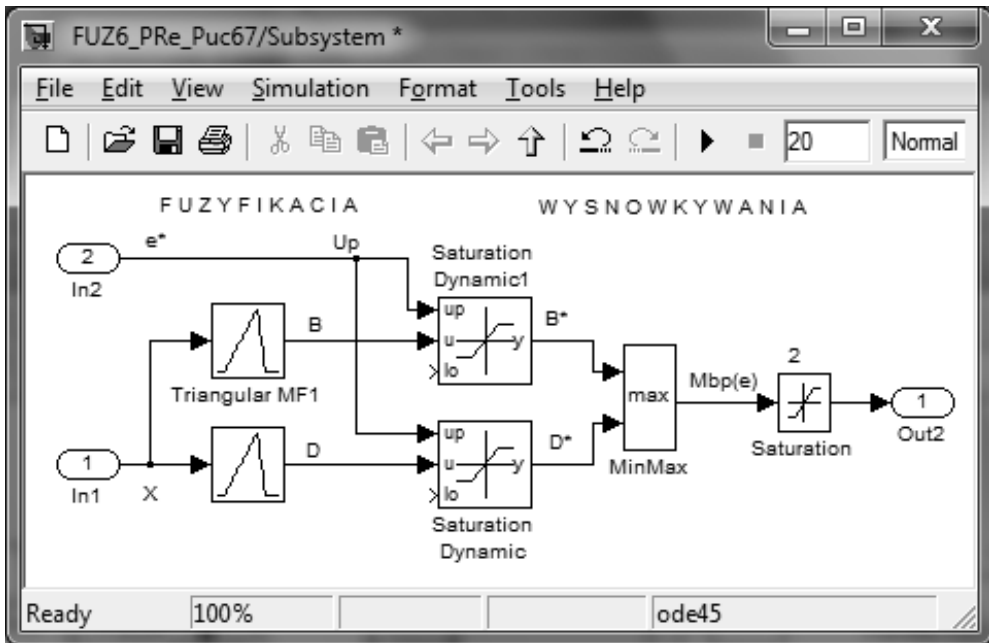 FUZ6_PRe_Puc67/Subsystem *
File Edit View Simulation Format Tools Help
20 Normal
FUZYFIKACIA WYSNOWKYWANIA
e* Up Saturation
Dynamic1
2
In2
up
u y
lo
B
B*
Triangular MF1
max
Mbp(e)
2
Saturation
1
Out2
MinMax
up
u y
lo
D
D*
1
In1
X
Saturation
Dynamic
Ready 100% ode45